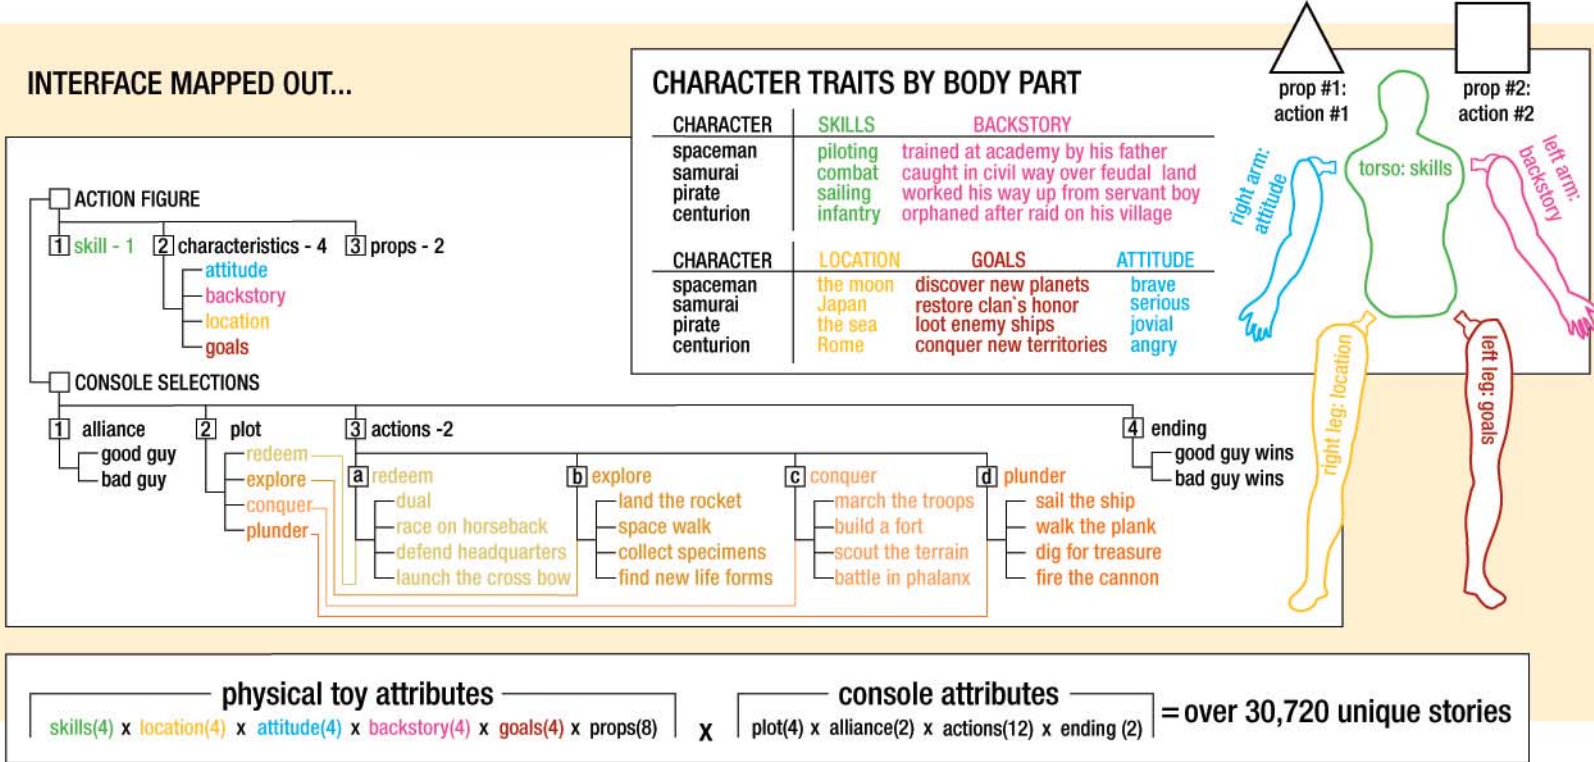 INTERFACE MAPPED OUT...
ACTION FIGURE
1 skill - 1
2 characteristics - 4
attitude
backstory
location
goals
3 props - 2
CONSOLE SELECTIONS
1 alliance
good guy
bad guy
2 plot
redeem
explore
conquer
plunder
3 actions -2
a redeem
dual
race on horseback
defend headquarters
launch the cross bow
b explore
land the rocket
space walk
collect specimens
find new life forms
c conquer
march the troops
build a fort
scout the terrain
battle in phalanx
d plunder
sail the ship
walk the plank
dig for treasure
fire the cannon
4 ending
good guy wins
bad guy wins
CHARACTER TRAITS BY BODY PART
CHARACTER SKILLS BACKSTORY
spaceman piloting trained at academy by his father
samurai combat caught in civil way over feudal land
pirate sailing worked his way up from servant boy
centurion infantry orphaned after raid on his village
CHARACTER LOCATION GOALS ATTITUDE
spaceman the moon discover new planets brave
samurai Japan restore clan`s honor serious
pirate the sea loot enemy ships jovial
centurion Rome conquer new territories angry
prop #1:
action #1
prop #2:
action #2
right arm:
attitude
torso: skills
left arm:
backstory
right leg: location
left leg: goals
physical toy attributes
skills(4) x location(4) x attitude(4) x backstory(4) x goals(4) x props(8)
x
console attributes
plot(4) x alliance(2) x actions(12) x ending (2)
= over 30,720 unique stories